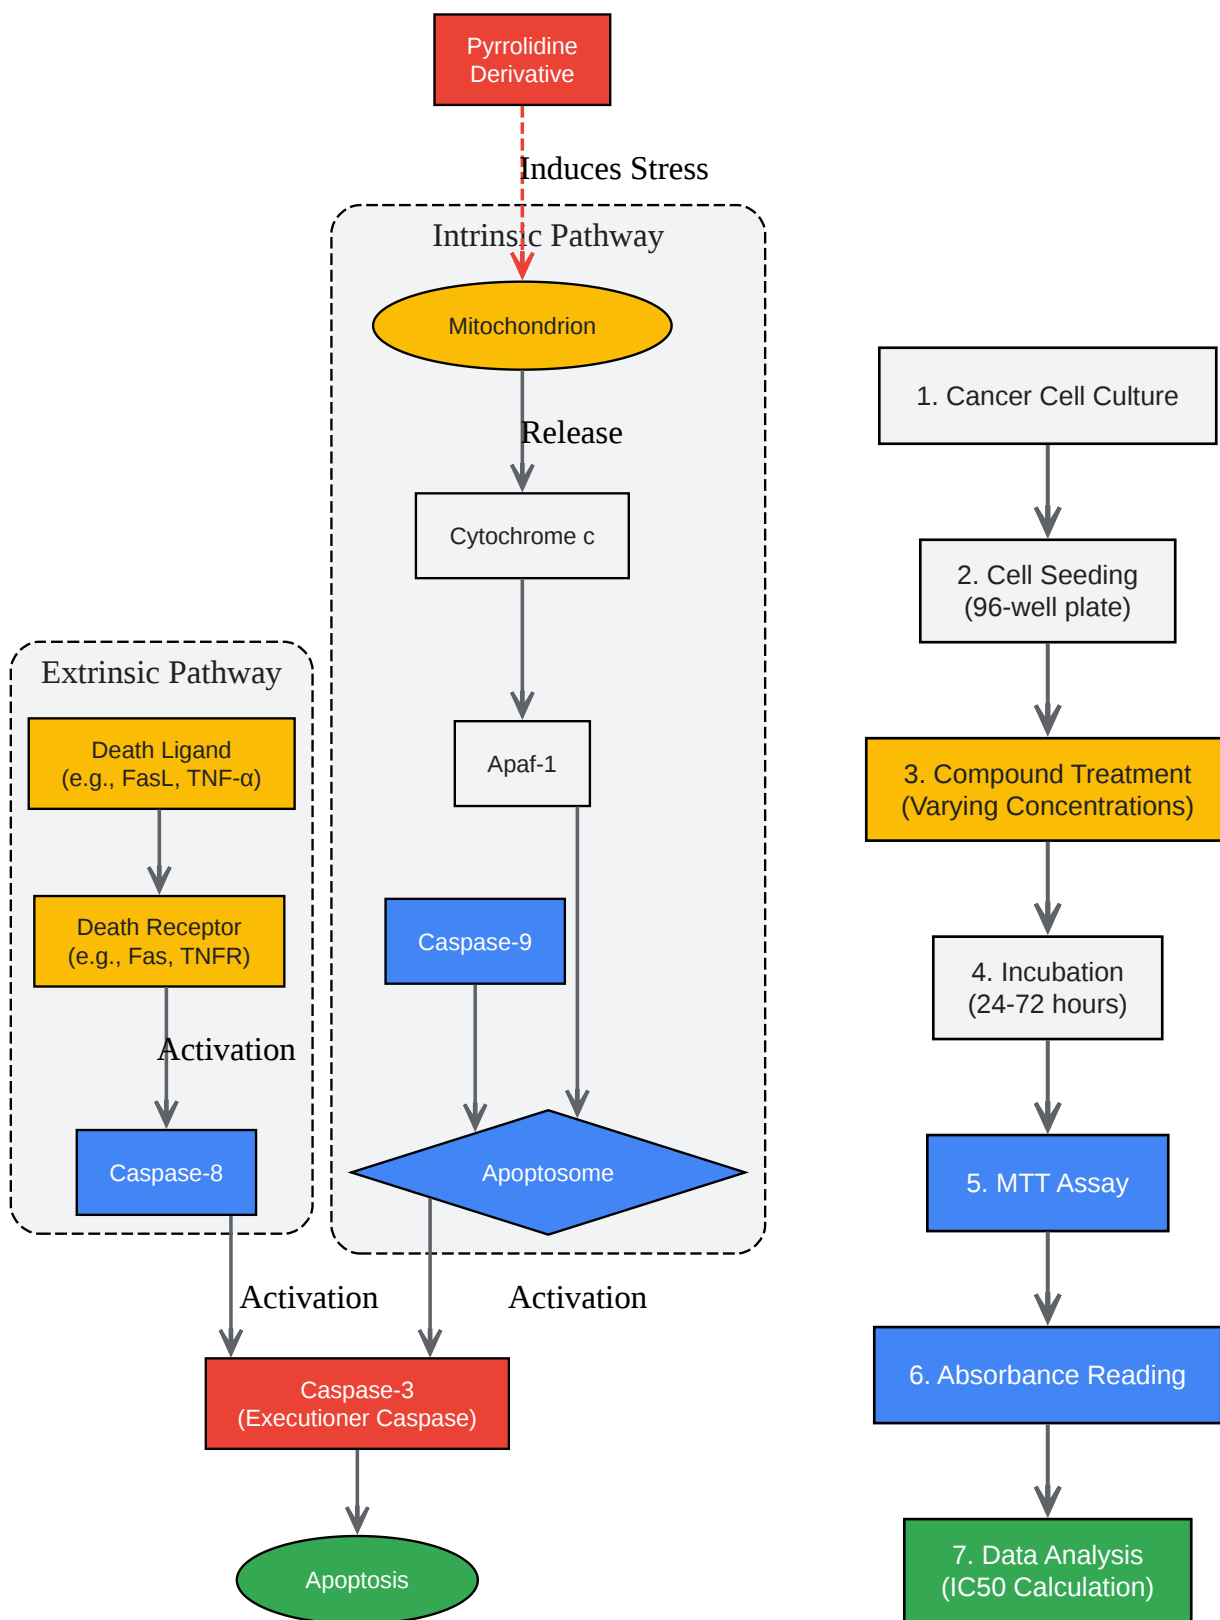 Pyrrolidine
Derivative
Induces Stress
Intrinsic Pathway
Mitochondrion
Release
Cytochrome c
Apaf-1
Caspase-9
Apoptosome
Extrinsic Pathway
Death Ligand
(e.g., FasL, TNF-α)
Death Receptor
(e.g., Fas, TNFR)
Activation
Caspase-8
Activation
Activation
Caspase-3
(Executioner Caspase)
Apoptosis
1. Cancer Cell Culture
2. Cell Seeding
(96-well plate)
3. Compound Treatment
(Varying Concentrations)
4. Incubation
(24-72 hours)
5. MTT Assay
6. Absorbance Reading
7. Data Analysis
(IC50 Calculation)